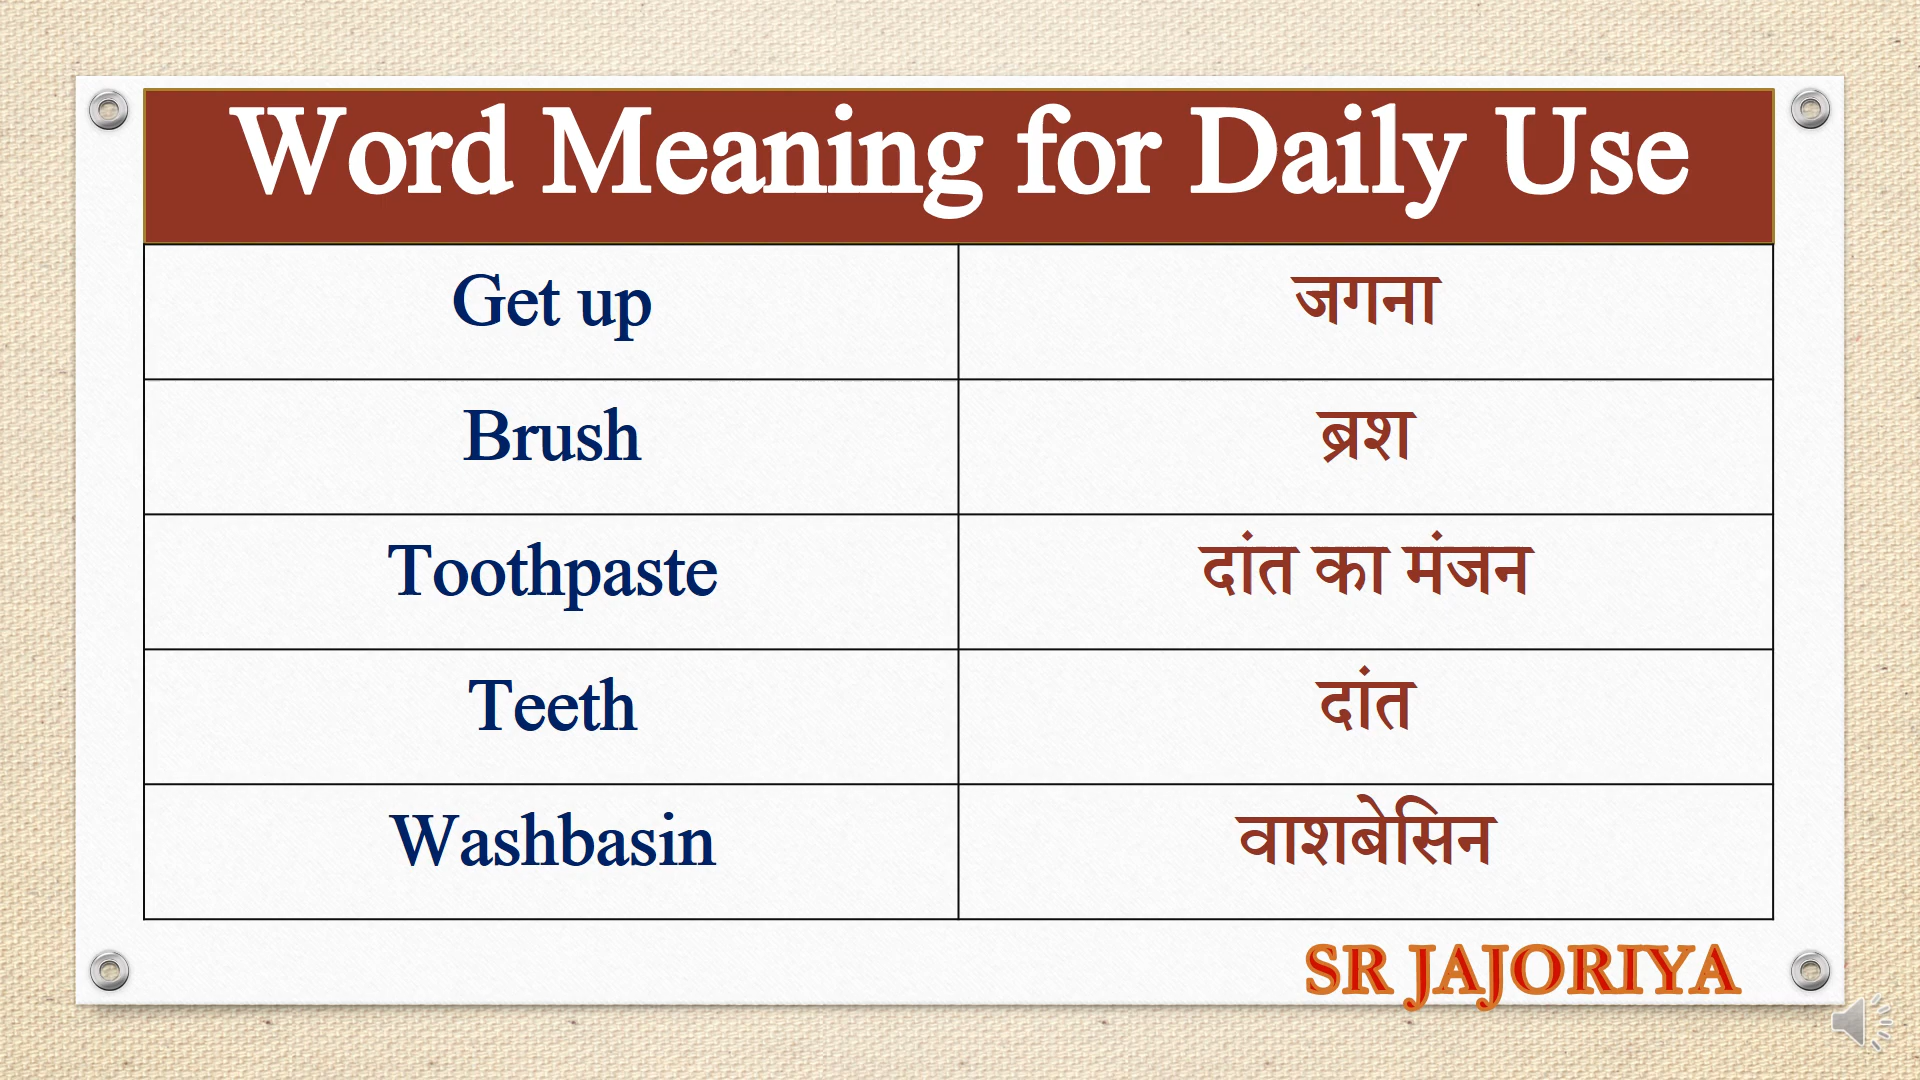 Word Meaning for Daily Use
Get up जगना
Brush ब्रश
Toothpaste दांत का मंजन
Teeth दांत
Washbasin वाशबेसिन
SR JAJORIYA